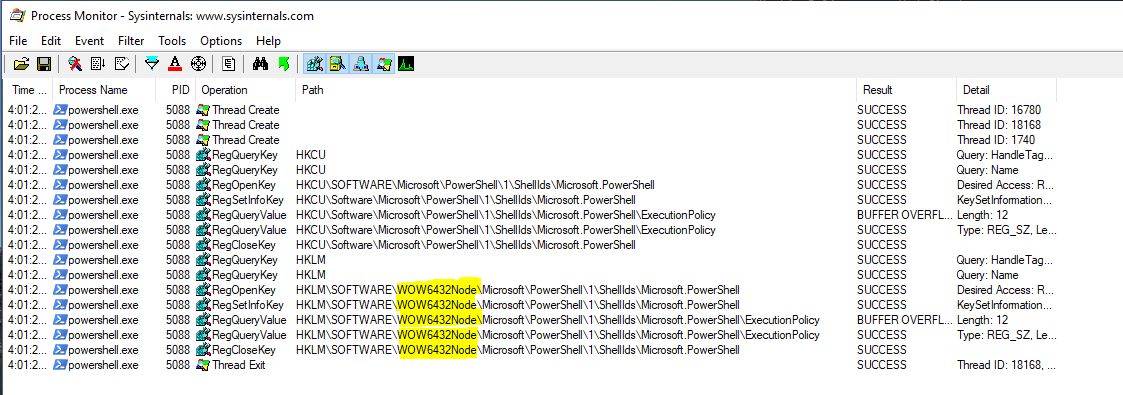 Process Monitor - Sysinternals: www.sysinternals.com
File Edit Event Filter Tools Options Help
Time ... Process Name PID Operation Path Result Detail
4:01:2... powershell.exe 5088 Thread Create SUCCESS Thread ID: 16780
4:01:2... powershell.exe 5088 Thread Create SUCCESS Thread ID: 18168
4:01:2... powershell.exe 5088 Thread Create SUCCESS Thread ID: 1740
4:01:2... powershell.exe 5088 RegQueryKey HKCU SUCCESS Query: HandleTag...
4:01:2... powershell.exe 5088 RegQueryKey HKCU SUCCESS Query: Name
4:01:2... powershell.exe 5088 RegOpenKey HKCU\SOFTWARE\Microsoft\PowerShell\1\ShellIds\Microsoft.PowerShell SUCCESS Desired Access: R...
4:01:2... powershell.exe 5088 RegSetInfoKey HKCU\Software\Microsoft\PowerShell\1\ShellIds\Microsoft.PowerShell SUCCESS KeySetInformation...
4:01:2... powershell.exe 5088 RegQueryValue HKCU\Software\Microsoft\PowerShell\1\ShellIds\Microsoft.PowerShell\ExecutionPolicy BUFFER OVERFL... Length: 12
4:01:2... powershell.exe 5088 RegQueryValue HKCU\Software\Microsoft\PowerShell\1\ShellIds\Microsoft.PowerShell\ExecutionPolicy SUCCESS Type: REG_SZ, Le...
4:01:2... powershell.exe 5088 RegCloseKey HKCU\Software\Microsoft\PowerShell\1\ShellIds\Microsoft.PowerShell SUCCESS
4:01:2... powershell.exe 5088 RegQueryKey HKLM SUCCESS Query: HandleTag...
4:01:2... powershell.exe 5088 RegQueryKey HKLM SUCCESS Query: Name
4:01:2... powershell.exe 5088 RegOpenKey HKLM\SOFTWARE\WOW6432Node\Microsoft\PowerShell\1\ShellIds\Microsoft.PowerShell SUCCESS Desired Access: R...
4:01:2... powershell.exe 5088 RegSetInfoKey HKLM\SOFTWARE\WOW6432Node\Microsoft\PowerShell\1\ShellIds\Microsoft.PowerShell SUCCESS KeySetInformation...
4:01:2... powershell.exe 5088 RegQueryValue HKLM\SOFTWARE\WOW6432Node\Microsoft\PowerShell\1\ShellIds\Microsoft.PowerShell\ExecutionPolicy BUFFER OVERFL... Length: 12
4:01:2... powershell.exe 5088 RegQueryValue HKLM\SOFTWARE\WOW6432Node\Microsoft\PowerShell\1\ShellIds\Microsoft.PowerShell\ExecutionPolicy SUCCESS Type: REG_SZ, Le...
4:01:2... powershell.exe 5088 RegCloseKey HKLM\SOFTWARE\WOW6432Node\Microsoft\PowerShell\1\ShellIds\Microsoft.PowerShell SUCCESS
4:01:2... powershell.exe 5088 Thread Exit SUCCESS Thread ID: 18168, ...